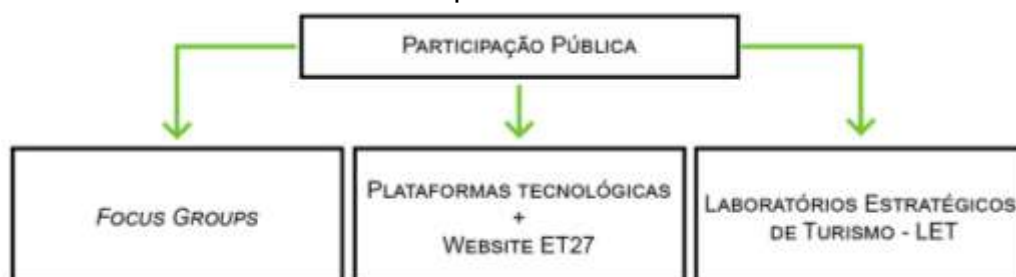 PARTICIPAÇÃO PÚBLICA
FOCUS GROUPS
PLATAFORMAS TECNOLÓGICAS
+
WEBSITE ET27
LABORATÓRIOS ESTRATÉGICOS
DE TURISMO - LET